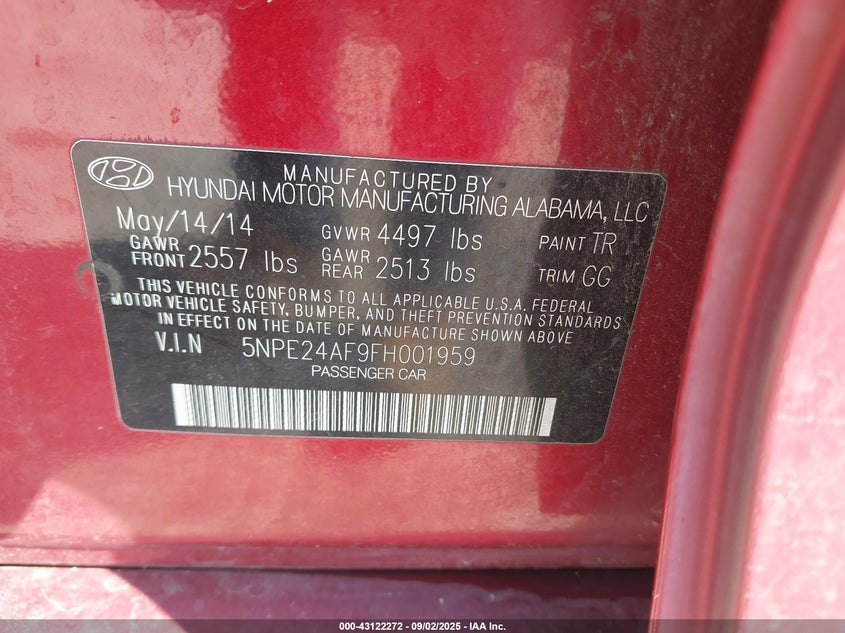 MANUFACTURED BY
HYUNDAI MOTOR MANUFACTURING ALABAMA, LLC
May/14/14 GVWR 4497 lbs PAINT TR
GAWR FRONT 2557 lbs GAWR REAR 2513 lbs TRIM GG
THIS VEHICLE CONFORMS TO ALL APPLICABLE U.S.A. FEDERAL
MOTOR VEHICLE SAFETY, BUMPER, AND THEFT PREVENTION STANDARDS
IN EFFECT ON THE DATE OF MANUFACTURE SHOWN ABOVE
V.I.N 5NPE24AF9FH001959
PASSENGER CAR
000-43122272 - 09/02/2025 - IAA Inc.